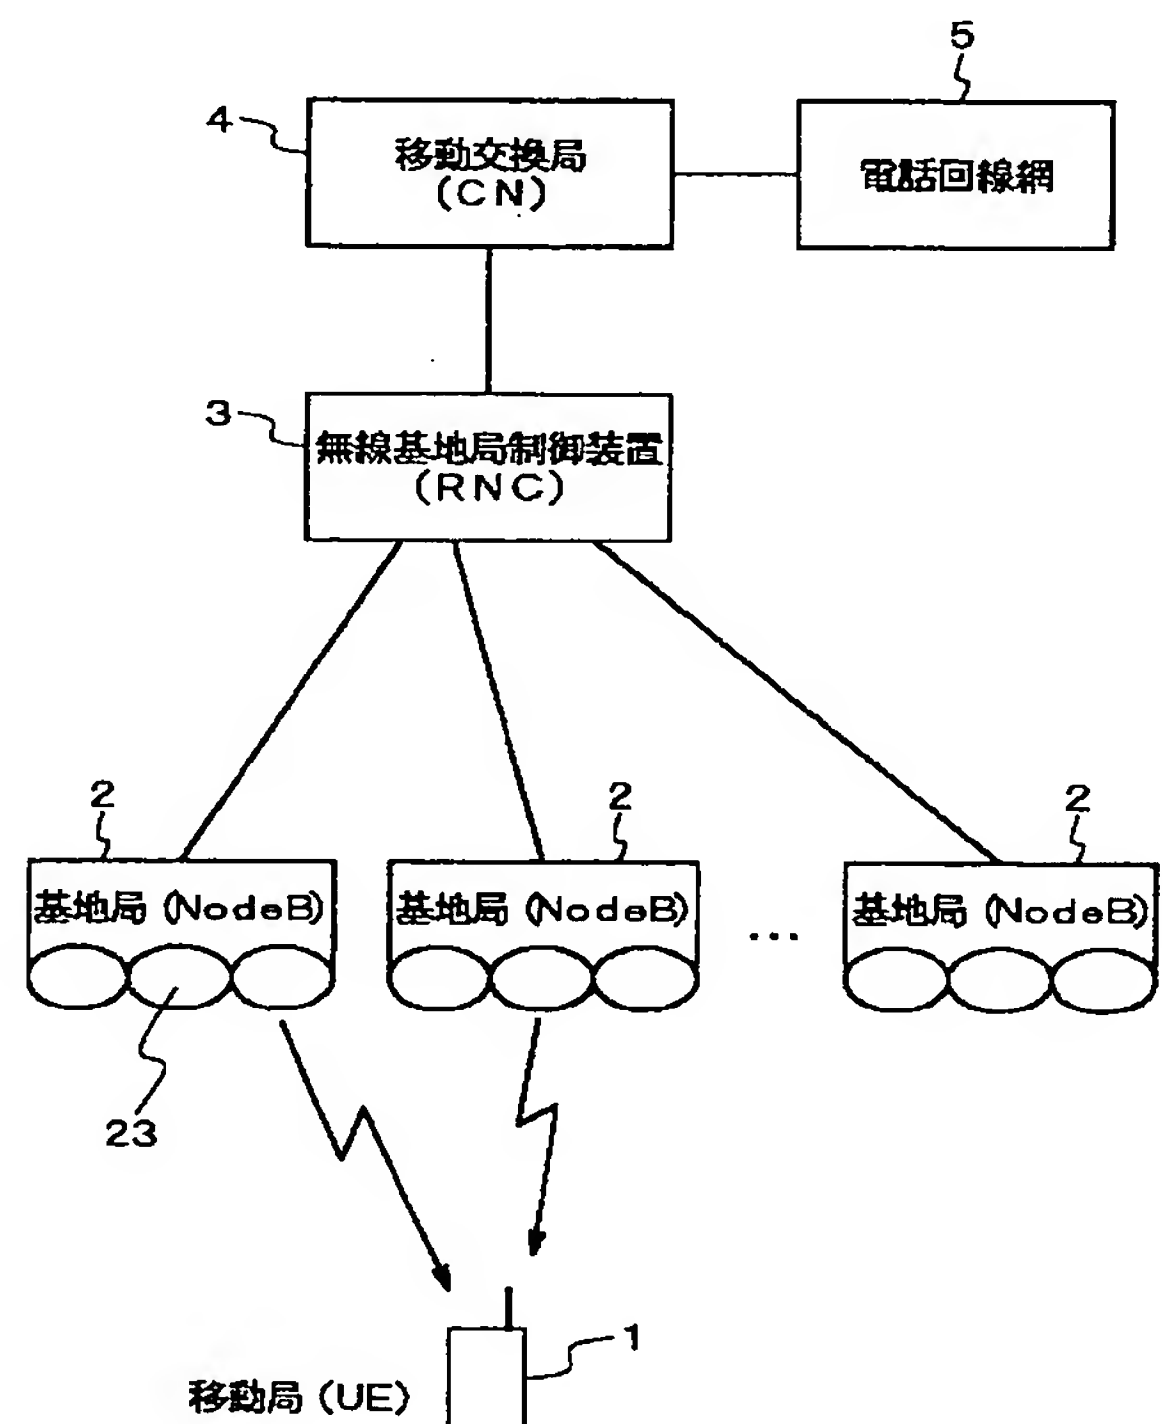 5
4
移動交換局
(CN)
電話回線網
3
無線基地局制御装置
(RNC)
2
2
2
基地局(NodeB)
基地局(NodeB)
...
基地局(NodeB)
23
1
移動局(UE)